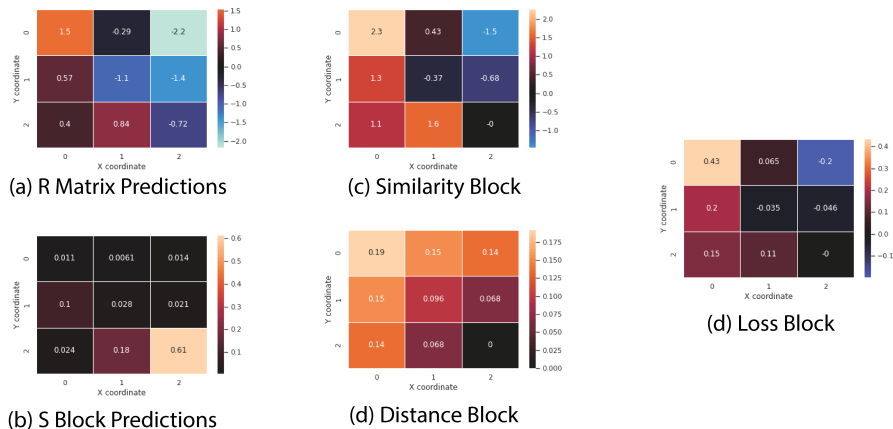 1.5 -0.29 -2.2
0.57 -1.1 -1.4
0.4 0.84 -0.72
0 1 2
0 1 2
X coordinate
Y coordinate
1.5
1.0
0.5
0.0
−0.5
−1.0
−1.5
−2.0
(a) R Matrix Predictions
2.3 0.43 -1.5
1.3 -0.37 -0.68
1.1 1.6 -0
0 1 2
0 1 2
X coordinate
Y coordinate
2.0
1.5
1.0
0.5
0.0
−0.5
−1.0
(c) Similarity Block
0.43 0.065 -0.2
0.2 -0.035 -0.046
0.15 0.11 -0
0 1 2
0 1 2
X coordinate
Y coordinate
0.4
0.3
0.2
0.1
0.0
−0.1
(d) Loss Block
0.011 0.0061 0.014
0.1 0.028 0.021
0.024 0.18 0.61
0 1 2
0 1 2
X coordinate
Y coordinate
0.6
0.5
0.4
0.3
0.2
0.1
(b) S Block Predictions
0.19 0.15 0.14
0.15 0.096 0.068
0.14 0.068 0
0 1 2
0 1 2
X coordinate
Y coordinate
0.175
0.150
0.125
0.100
0.075
0.050
0.025
0.000
(d) Distance Block